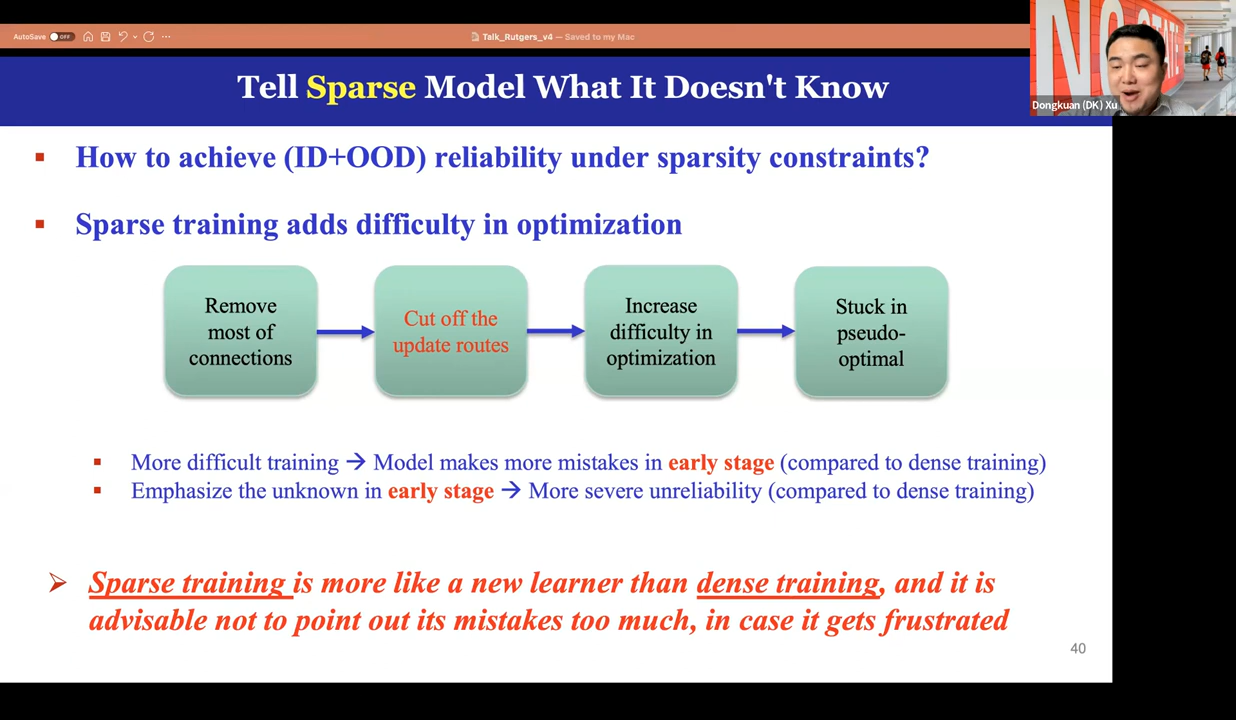 AutoSave OFF
Talk_Rutgers_v4 — Saved to my Mac
Tell Sparse Model What It Doesn't Know
Dongkuan (DK) Xu
▪ How to achieve (ID+OOD) reliability under sparsity constraints?
▪ Sparse training adds difficulty in optimization
Remove
most of
connections
Cut off the
update routes
Increase
difficulty in
optimization
Stuck in
pseudo-
optimal
▪ More difficult training → Model makes more mistakes in early stage (compared to dense training)
▪ Emphasize the unknown in early stage → More severe unreliability (compared to dense training)
➢ Sparse training is more like a new learner than dense training, and it is
advisable not to point out its mistakes too much, in case it gets frustrated
40